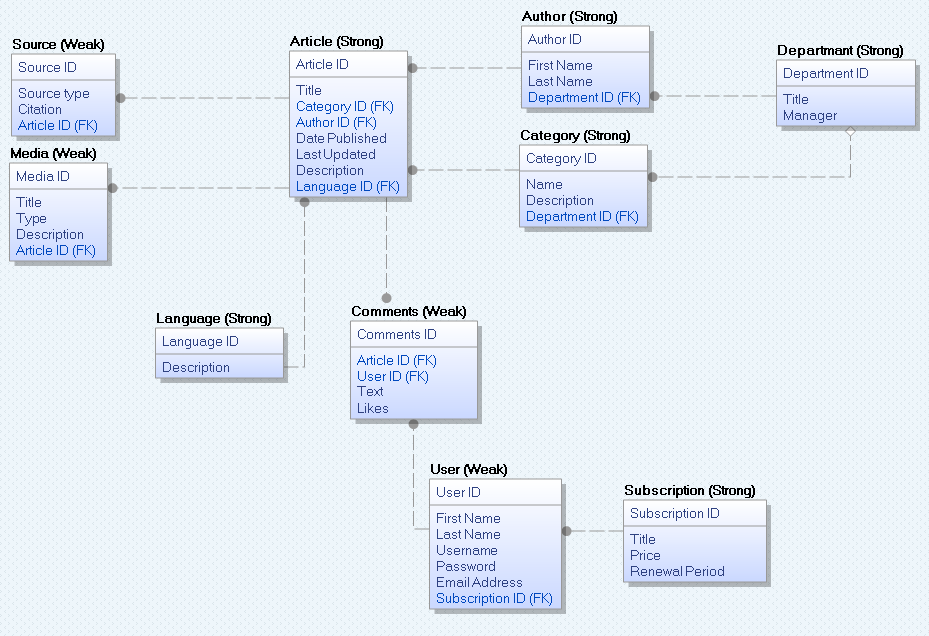 Source (Weak)
Source ID
Source type
Citation
Article ID (FK)
Media (Weak)
Media ID
Title
Type
Description
Article ID (FK)
Article (Strong)
Article ID
Title
Category ID (FK)
Author ID (FK)
Date Published
Last Updated
Description
Language ID (FK)
Author (Strong)
Author ID
First Name
Last Name
Department ID (FK)
Departmant (Strong)
Department ID
Title
Manager
Category (Strong)
Category ID
Name
Description
Department ID (FK)
Language (Strong)
Language ID
Description
Comments (Weak)
Comments ID
Article ID (FK)
User ID (FK)
Text
Likes
User (Weak)
User ID
First Name
Last Name
Username
Password
Email Address
Subscription ID (FK)
Subscription (Strong)
Subscription ID
Title
Price
Renewal Period